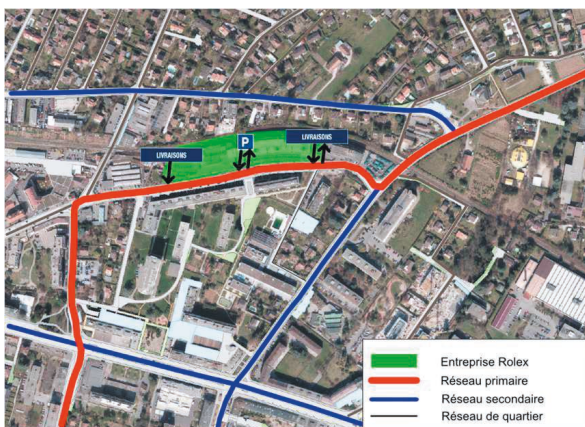 LIVRAISONS
P
LIVRAISONS
Entreprise Rolex
Réseau primaire
Réseau secondaire
Réseau de quartier